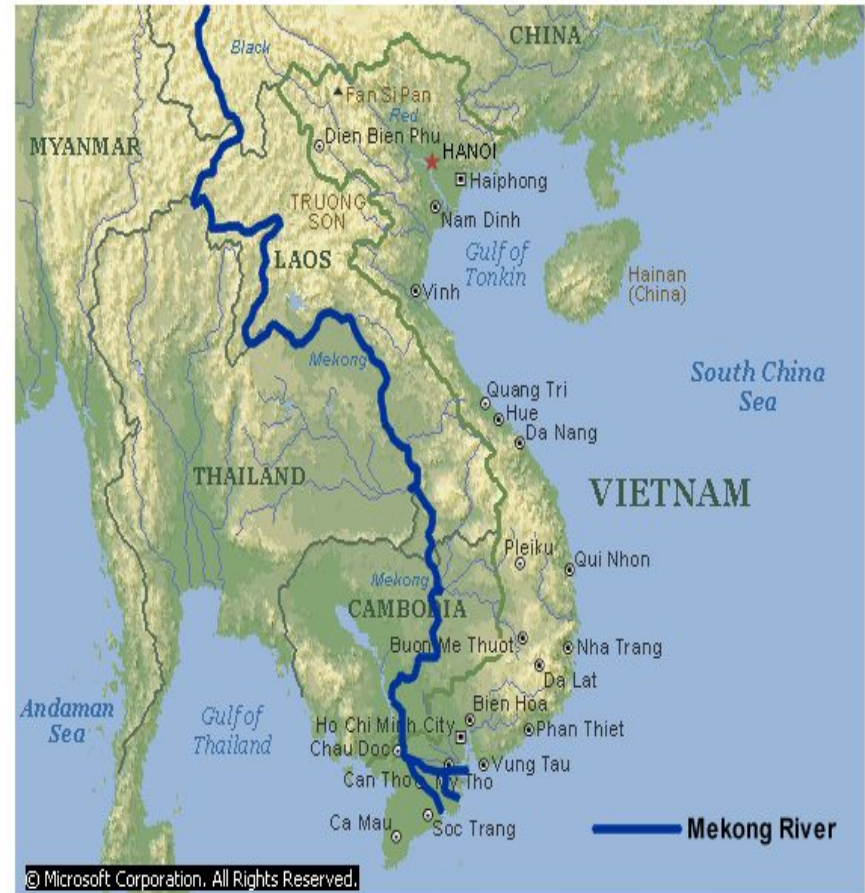 CHINA
Black
Fan Si Pan
Red
Dien Bien Phu
MYANMAR
HANOI
Haiphong
TRUONG
SON
Nam Dinh
Gulf of
Tonkin
LAOS
Hainan
(China)
Vinh
Mekong
South China
Sea
Quang Tri
Hue
Da Nang
THAILAND
VIETNAM
Pleiku
Qui Nhon
Mekong
CAMBODIA
Buon Me Thuot
Nha Trang
Da Lat
Andaman
Sea
Gulf of
Thailand
Bien Hoa
Ho Chi Minh City
Phan Thiet
Chau Doc
Vung Tau
Can Tho
My Tho
Ca Mau
Soc Trang
Mekong River
© Microsoft Corporation. All Rights Reserved.